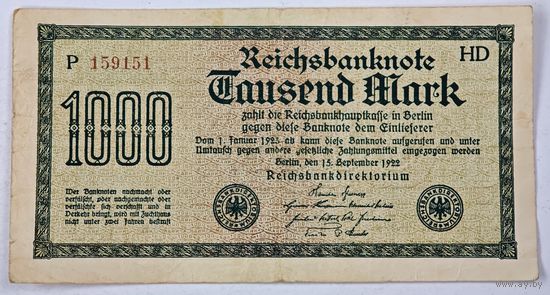 P 159151
Reichsbanknote
HD
Tausend Mark
1000
zahlt die Reichsbankhauptkasse in Berlin
gegen diese Banknote dem Einlieferer
Vom 1. Januar 1923 ab kann diese Banknote aufgerufen und unter
Umtausch gegen andere gesetzliche Zahlungsmittel eingezogen werden
Berlin, den 15. September 1922
Reichsbankdirektorium
Wer Banknoten nachmacht oder
verfälscht, oder nachgemachte oder
verfälschte sich verschafft und in
Verkehr bringt, wird mit Zuchthaus
nicht unter zwei Jahren bestraft
www.ay.by